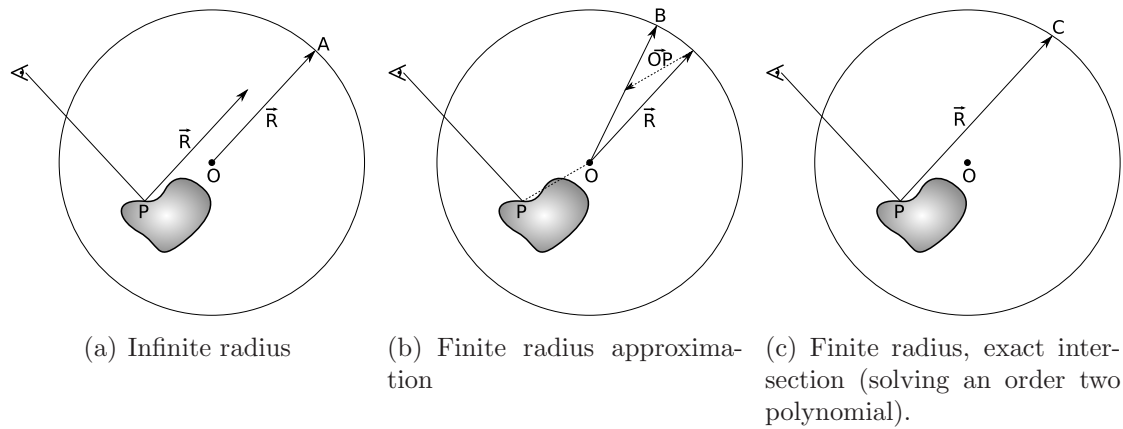 A
R
R
O
P
B
OP
R
O
P
C
R
O
P
(a) Infinite radius
(b) Finite radius approxima-
tion
(c) Finite radius, exact inter-
section (solving an order two
polynomial).